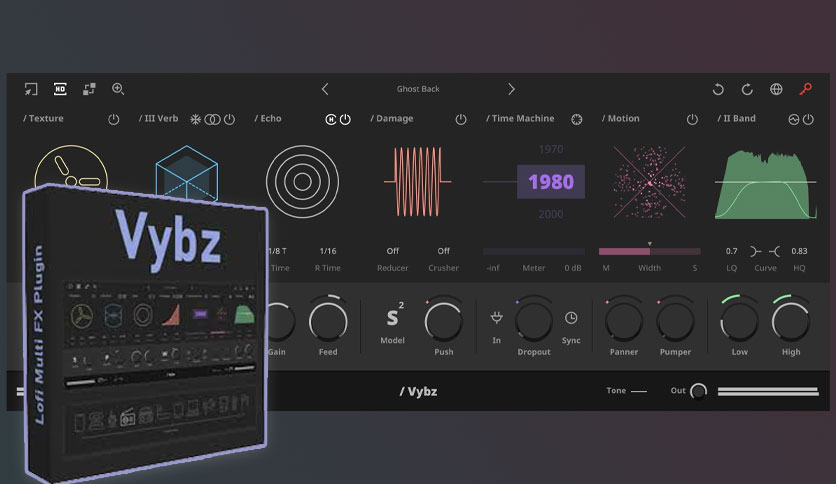 HD
Ghost Back
/ Texture
/ III Verb
/ Echo
/ Damage
/ Time Machine
/ Motion
/ II Band
H
1970
1980
2000
1/8 T
1/16
Off
Off
0.7
0.83
Time
R Time
Reducer
Crusher
-inf
Meter
0 dB
M
Width
S
LQ
Curve
HQ
S2
Gain
Feed
Model
Push
In
Dropout
Sync
Panner
Pumper
Low
High
/ Vybz
Tone
Out
Vybz
Lofi Multi FX Plugin